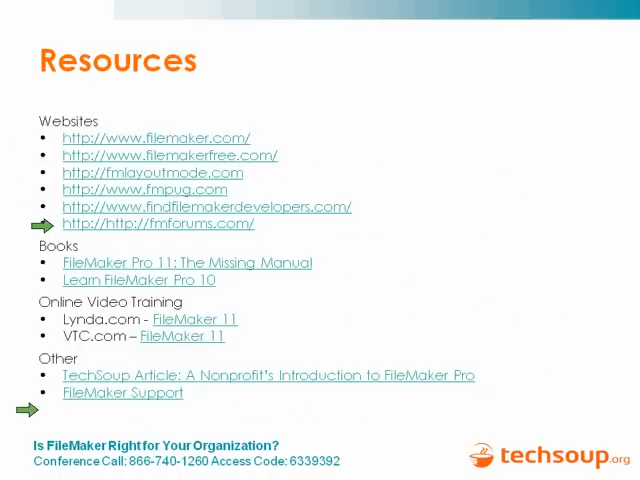 Resources
Websites
• http://www.filemaker.com/
• http://www.filemakerfree.com/
• http://fmlayoutmode.com
• http://www.fmpug.com
• http://www.findfilemakerdevelopers.com/
http://http://fmforums.com/
Books
• FileMaker Pro 11: The Missing Manual
• Learn FileMaker Pro 10
Online Video Training
• Lynda.com - FileMaker 11
• VTC.com – FileMaker 11
Other
• TechSoup Article: A Nonprofit's Introduction to FileMaker Pro
• FileMaker Support
Is FileMaker Right for Your Organization?
Conference Call: 866-740-1260 Access Code: 6339392
techsoup.org